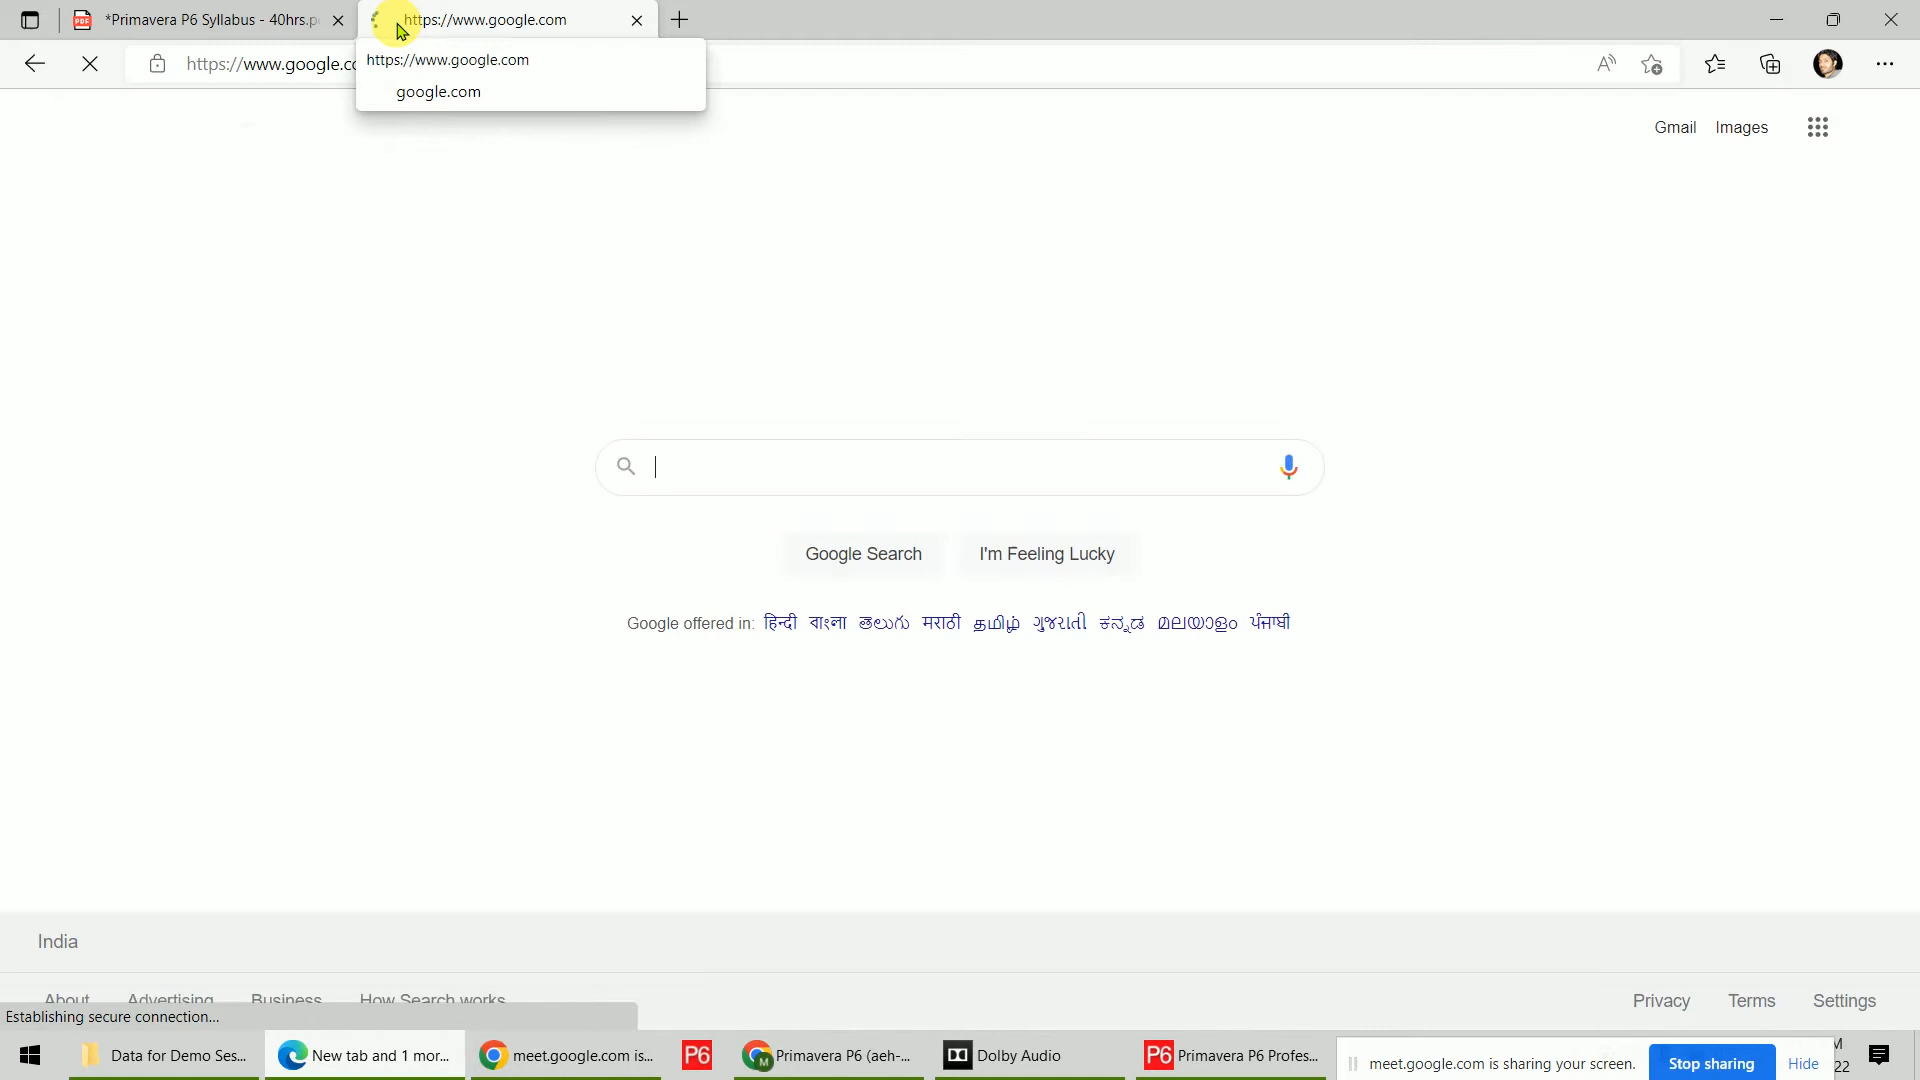 *Primavera P6 Syllabus - 40hrs.p
https://www.google.com
https://www.google.co
https://www.google.com
google.com
Gmail Images
Google Search I'm Feeling Lucky
Google offered in: हिन्दी বাংলা తెలుగు मराठी தமிழ் ગુજરાતી ಕನ್ನಡ മലയാളം ਪੰਜਾਬੀ
India
About Advertising Business How Search works Privacy Terms Settings
Establishing secure connection...
Data for Demo Ses... New tab and 1 mor... meet.google.com is... P6 Primavera P6 (aeh-... Dolby Audio P6 Primavera P6 Profes... meet.google.com is sharing your screen. Stop sharing Hide